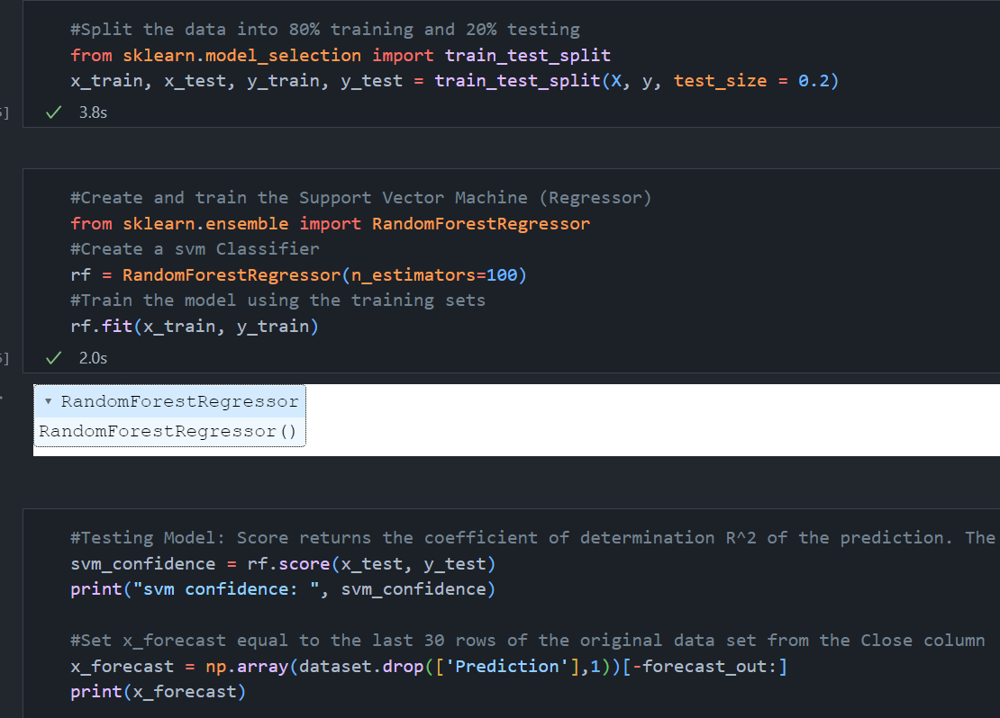 #Split the data into 80% training and 20% testing
from sklearn.model_selection import train_test_split
x_train, x_test, y_train, y_test = train_test_split(X, y, test_size = 0.2)
]
3.8s
#Create and train the Support Vector Machine (Regressor)
from sklearn.ensemble import RandomForestRegressor
#Create a svm Classifier
rf = RandomForestRegressor(n_estimators=100)
#Train the model using the training sets
rf.fit(x_train, y_train)
]
2.0s
RandomForestRegressor
RandomForestRegressor()
#Testing Model: Score returns the coefficient of determination R^2 of the prediction. The
svm_confidence = rf.score(x_test, y_test)
print("svm confidence: ", svm_confidence)
#Set x_forecast equal to the last 30 rows of the original data set from the Close column
x_forecast = np.array(dataset.drop(['Prediction'],1))[-forecast_out:]
print(x_forecast)